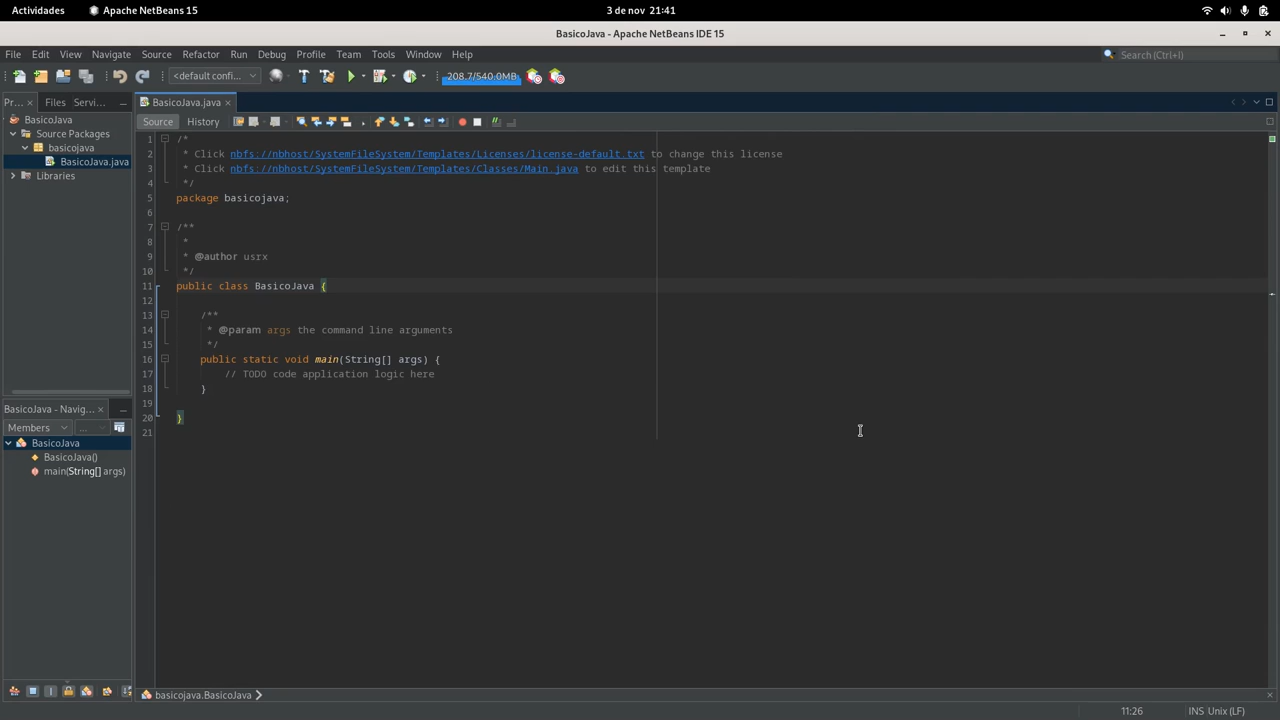 Actividades
Apache NetBeans 15
3 de nov 21:41
BasicoJava - Apache NetBeans IDE 15
File Edit View Navigate Source Refactor Run Debug Profile Team Tools Window Help
Search (Ctrl+I)
<default confi...
208.7/540.0MB
Pr... Files Servi...
BasicoJava
Source Packages
basicojava
BasicoJava.java
Libraries
BasicoJava.java
Source History
1 /*
2 * Click nbfs://nbhost/SystemFileSystem/Templates/Licenses/license-default.txt to change this license
3 * Click nbfs://nbhost/SystemFileSystem/Templates/Classes/Main.java to edit this template
4 */
5 package basicojava;
6
7 /**
8 *
9 * @author usrx
10 */
11 public class BasicoJava {
12
13 /**
14 * @param args the command line arguments
15 */
16 public static void main(String[] args) {
17 // TODO code application logic here
18 }
19
20 }
21
BasicoJava - Navig...
Members ...
BasicoJava
BasicoJava()
main(String[] args)
basicojava.BasicoJava
11:26 INS Unix (LF)